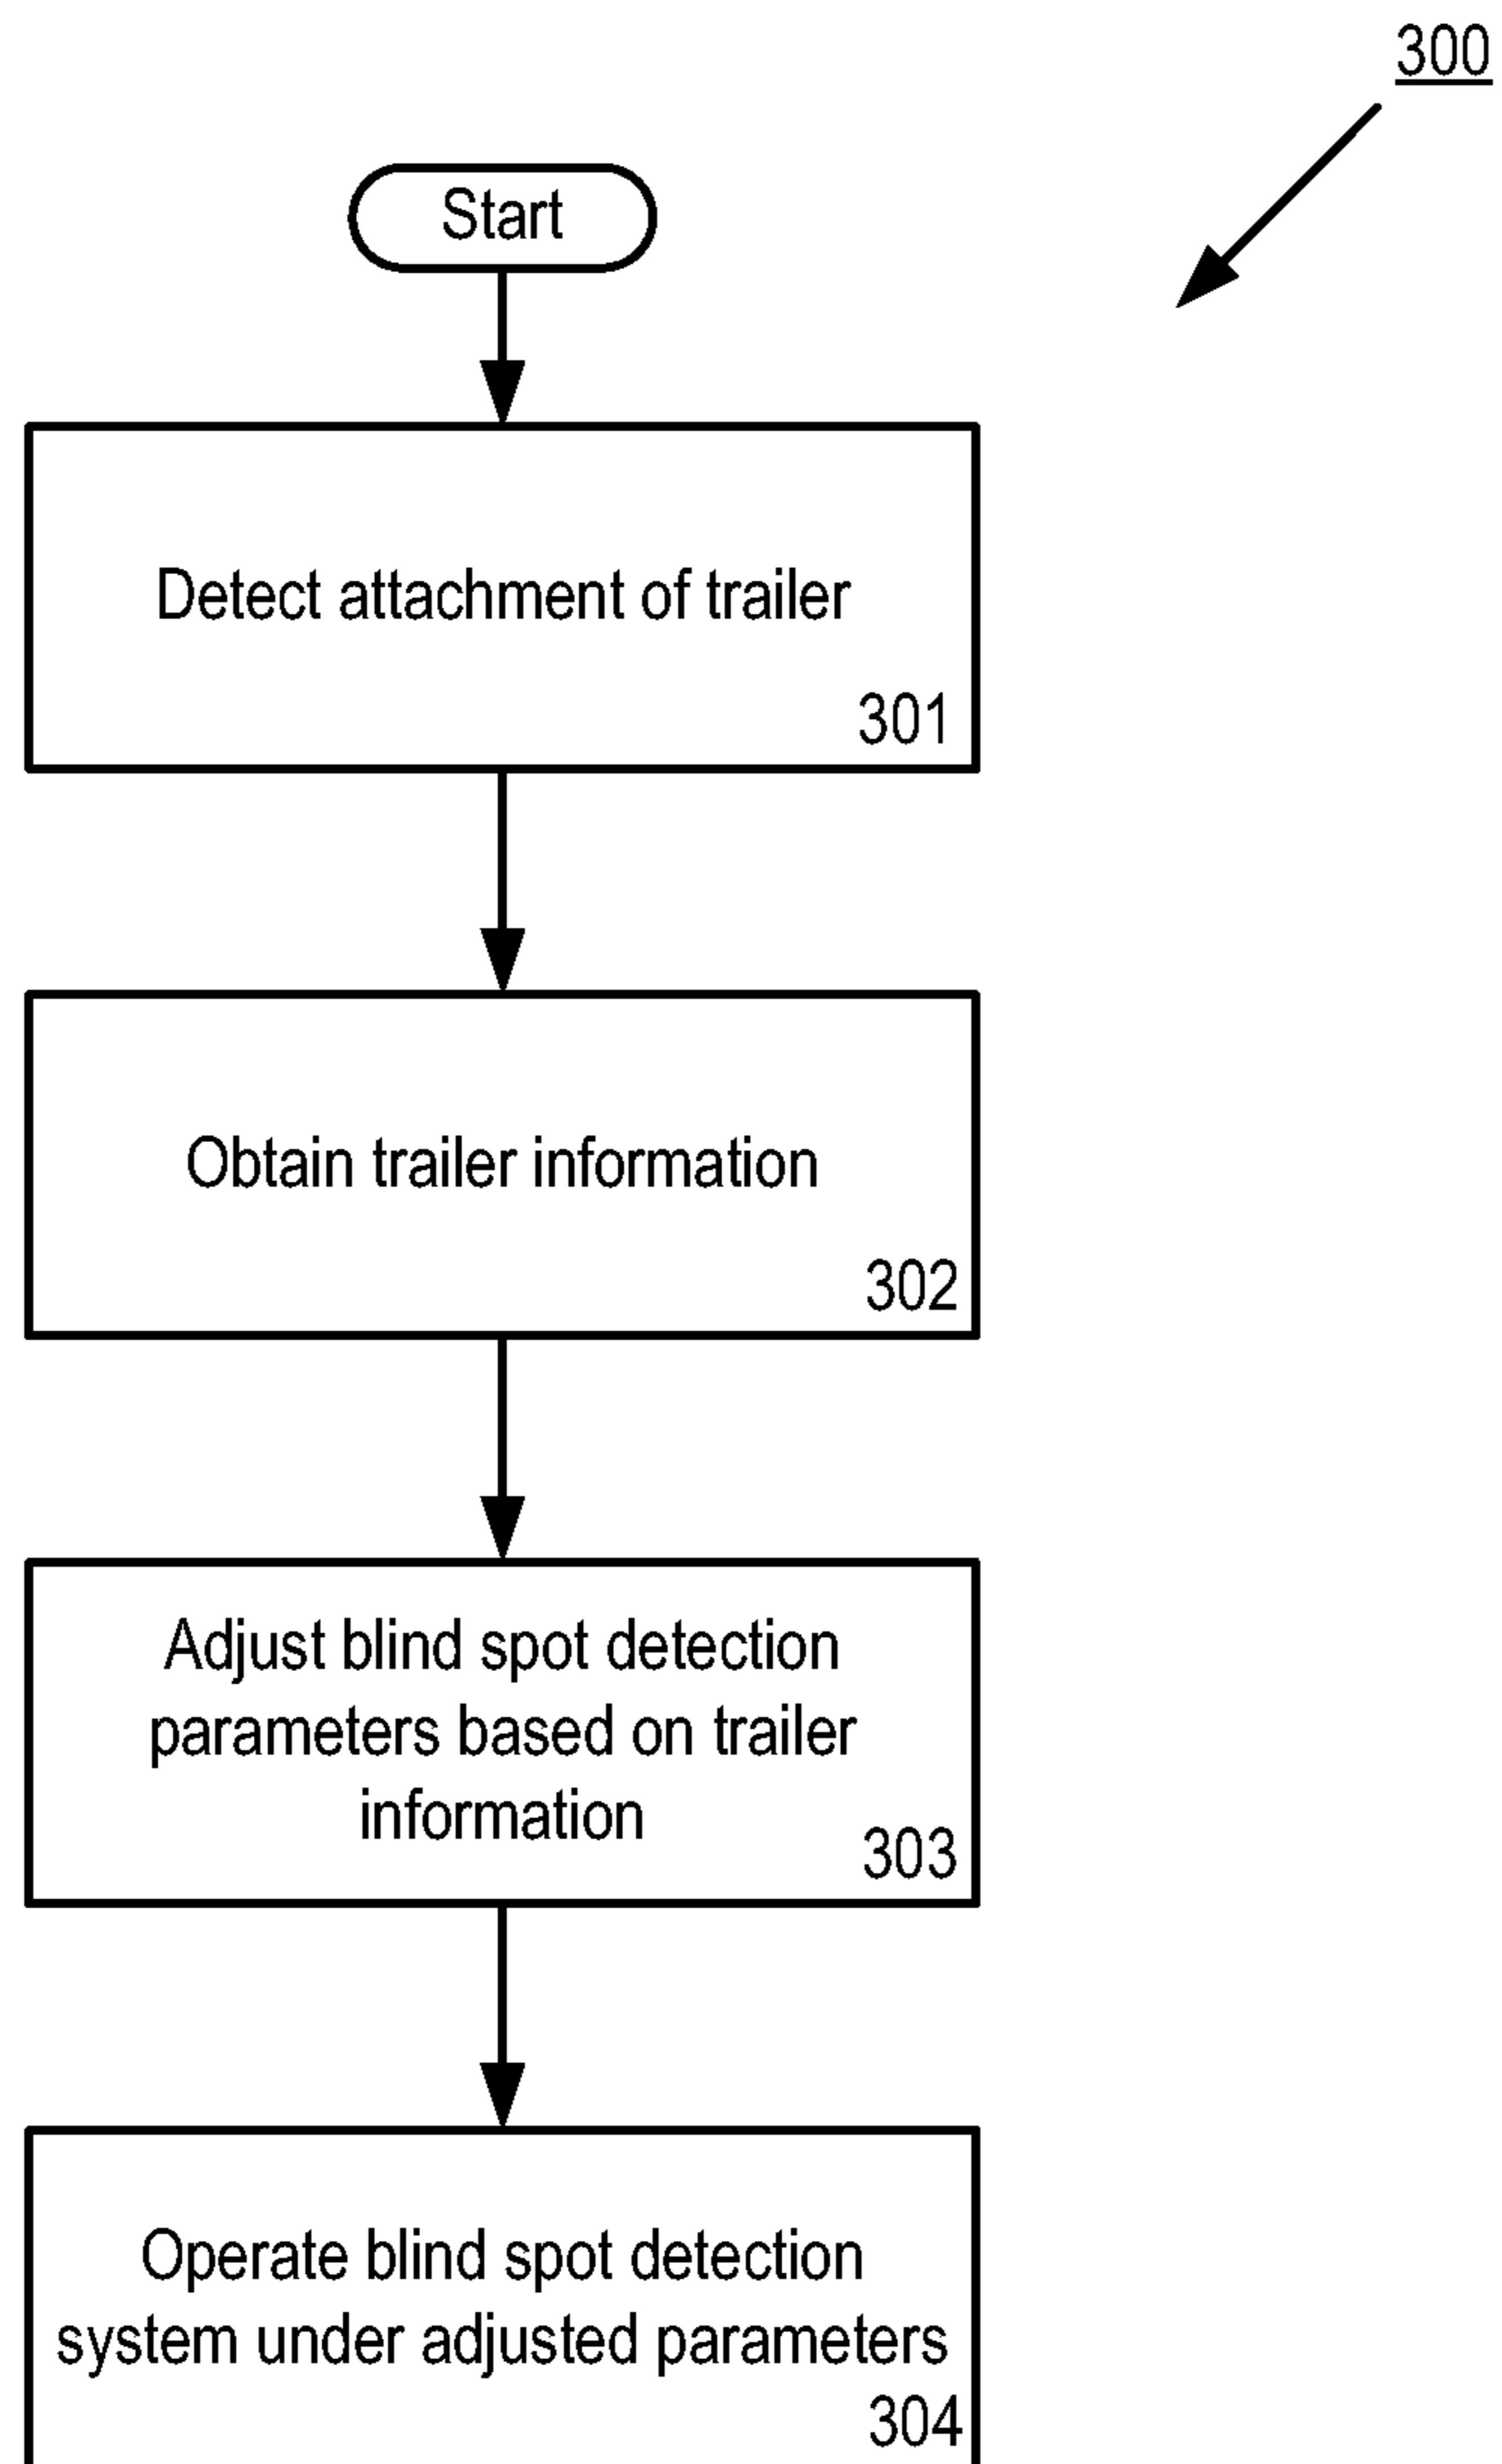 300
Start
Detect attachment of trailer
301
Obtain trailer information
302
Adjust blind spot detection
parameters based on trailer
information
303
Operate blind spot detection
system under adjusted parameters
304